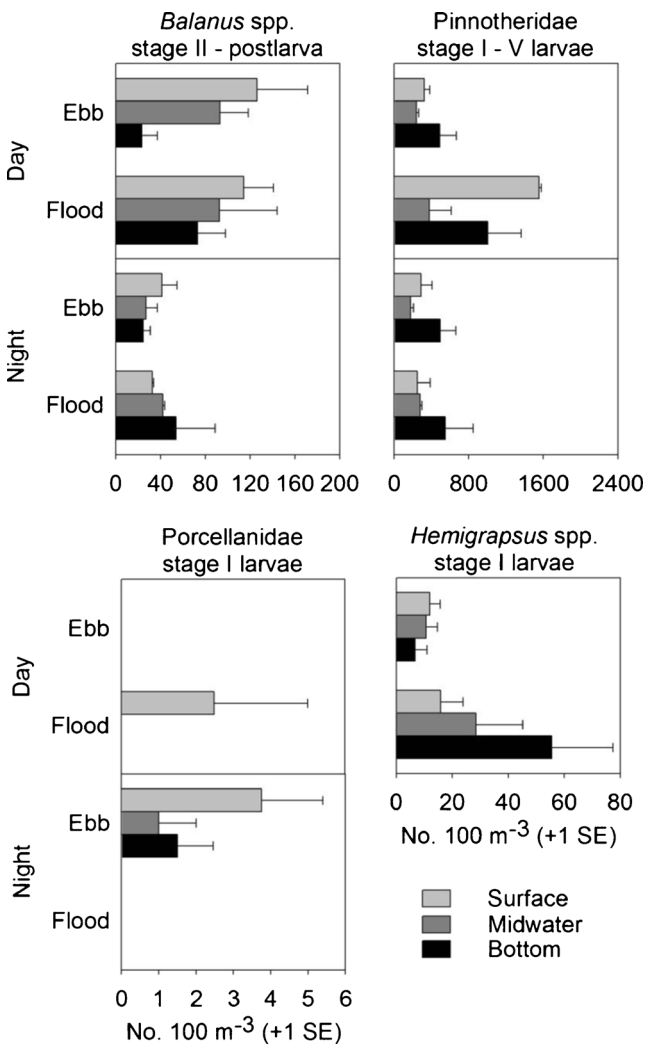 Balanus spp.
stage II - postlarva
Pinnotheridae
stage I - V larvae
Day
Ebb
Flood
Night
Ebb
Flood
0 40 80 120 160 200
0 800 1600 2400
Porcellanidae
stage I larvae
Hemigrapsus spp.
stage I larvae
Day
Ebb
Flood
Night
Ebb
Flood
0 1 2 3 4 5 6
No. 100 m-3 (+1 SE)
0 20 40 60 80
No. 100 m-3 (+1 SE)
Surface
Midwater
Bottom